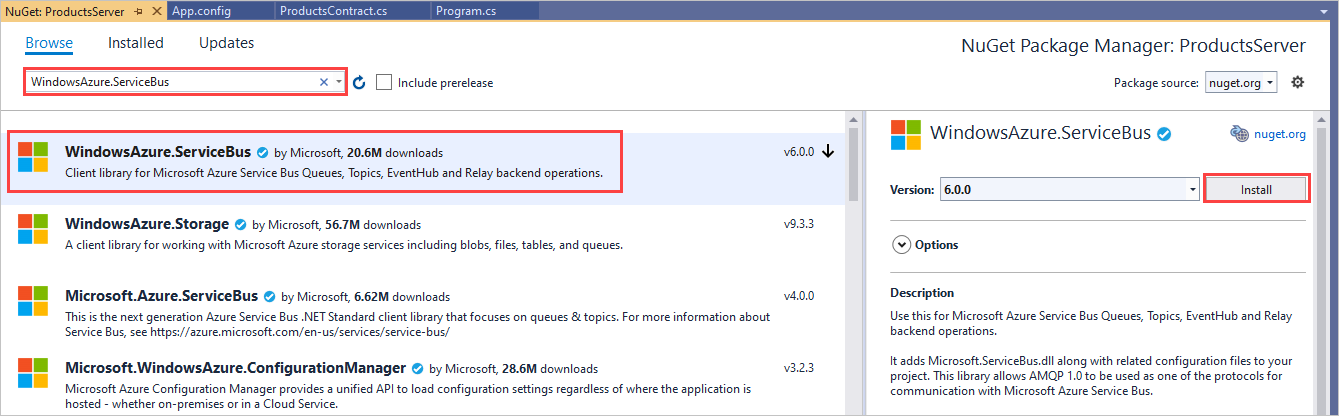 NuGet: ProductsServer
App.config
ProductsContract.cs
Program.cs
Browse
Installed
Updates
NuGet Package Manager: ProductsServer
WindowsAzure.ServiceBus
Include prerelease
Package source:
nuget.org
WindowsAzure.ServiceBus by Microsoft, 20.6M downloads
v6.0.0
Client library for Microsoft Azure Service Bus Queues, Topics, EventHub and Relay backend operations.
WindowsAzure.Storage by Microsoft, 56.7M downloads
v9.3.3
A client library for working with Microsoft Azure storage services including blobs, files, tables, and queues.
Microsoft.Azure.ServiceBus by Microsoft, 6.62M downloads
v4.0.0
This is the next generation Azure Service Bus .NET Standard client library that focuses on queues & topics. For more information about
Service Bus, see https://azure.microsoft.com/en-us/services/service-bus/
Microsoft.WindowsAzure.ConfigurationManager by Microsoft, 28.6M downloads
v3.2.3
Microsoft Azure Configuration Manager provides a unified API to load configuration settings regardless of where the application is
hosted - whether on-premises or in a Cloud Service.
WindowsAzure.ServiceBus
nuget.org
Version:
6.0.0
Install
Options
Description
Use this for Microsoft Azure Service Bus Queues, Topics, EventHub and Relay
backend operations.
It adds Microsoft.ServiceBus.dll along with related configuration files to your
project. This library allows AMQP 1.0 to be used as one of the protocols for
communication with Microsoft Azure Service Bus.